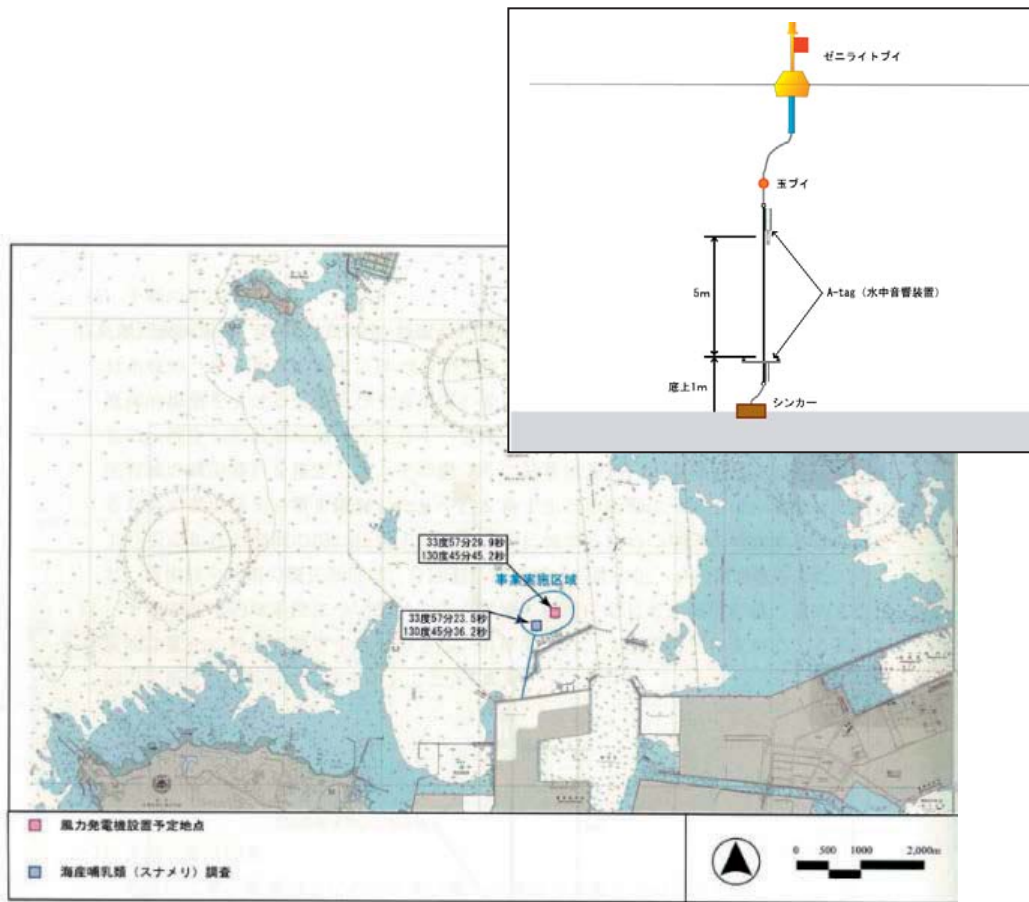 ゼニライトブイ
玉ブイ
5m
A-tag (水中音響装置)
底上1m
シンカー
33度57分29.9秒
130度45分45.2秒
事業実施区域
33度57分23.5秒
130度45分36.2秒
風力発電機設置予定地点
海産哺乳類（スナメリ）調査
0 500 1000 2,000m